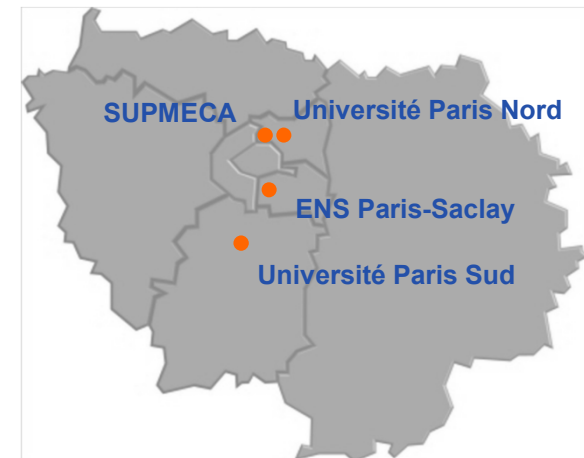 SUPMECA
Université Paris Nord
ENS Paris-Saclay
Université Paris Sud